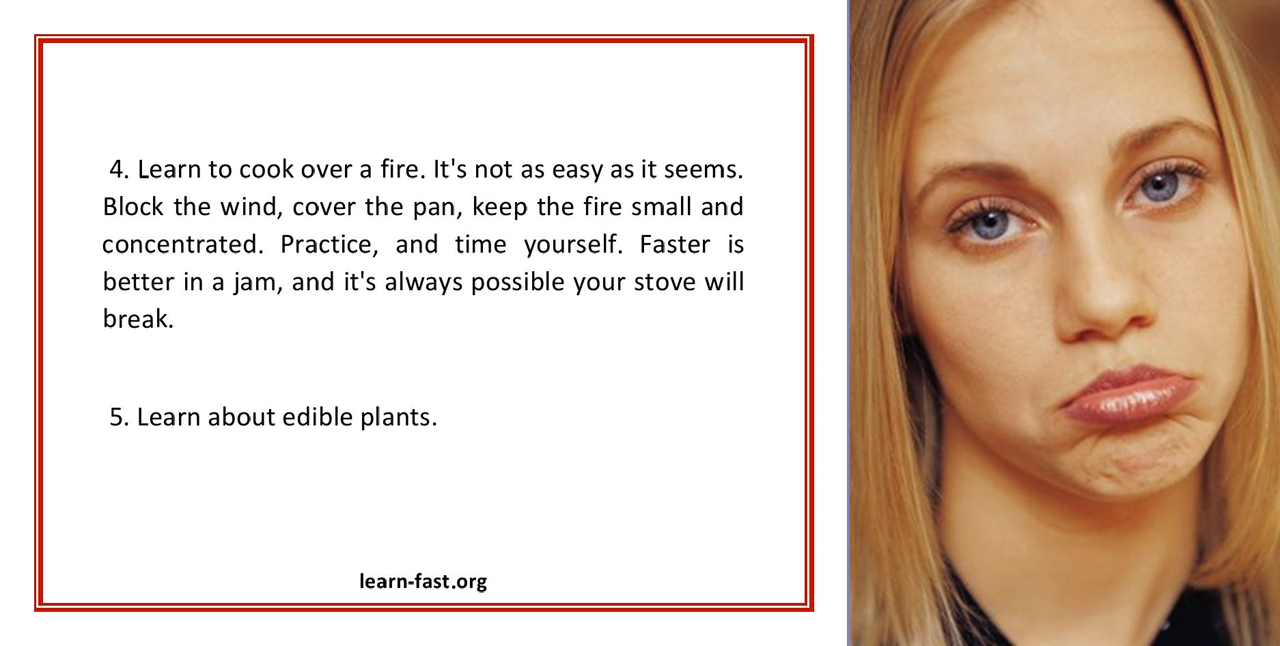 4. Learn to cook over a fire. It's not as easy as it seems.
Block the wind, cover the pan, keep the fire small and
concentrated. Practice, and time yourself. Faster is
better in a jam, and it's always possible your stove will
break.
5. Learn about edible plants.
learn-fast.org